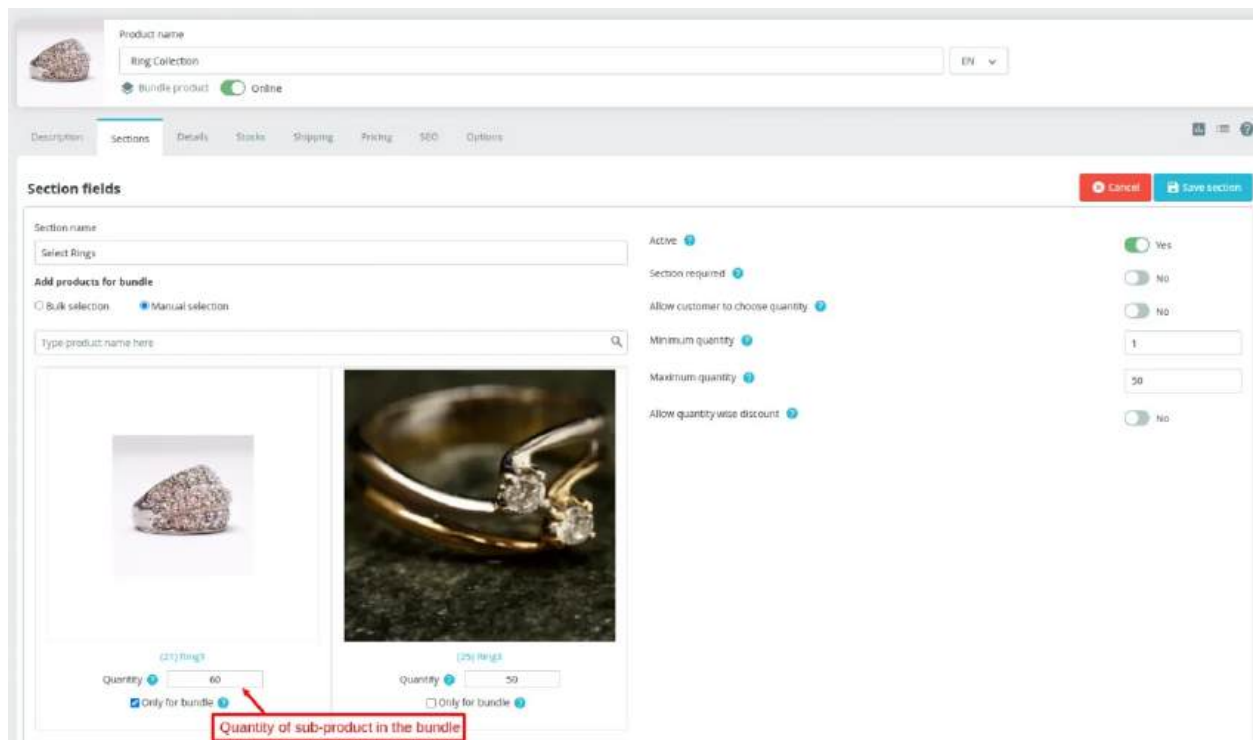 Product name
Ring Collection
EN
Bundle product Online
Description Sections Details Stocks Shipping Pricing SEO Options
Section fields
Cancel Save section
Section name
Select Rings
Add products for bundle
Bulk selection Manual selection
Type product name here
Active Yes
Section required No
Allow customer to choose quantity No
Minimum quantity 1
Maximum quantity 50
Allow quantity wise discount No
Quantity 60
Only for bundle
Quantity 50
Only for bundle
Quantity of sub-product in the bundle